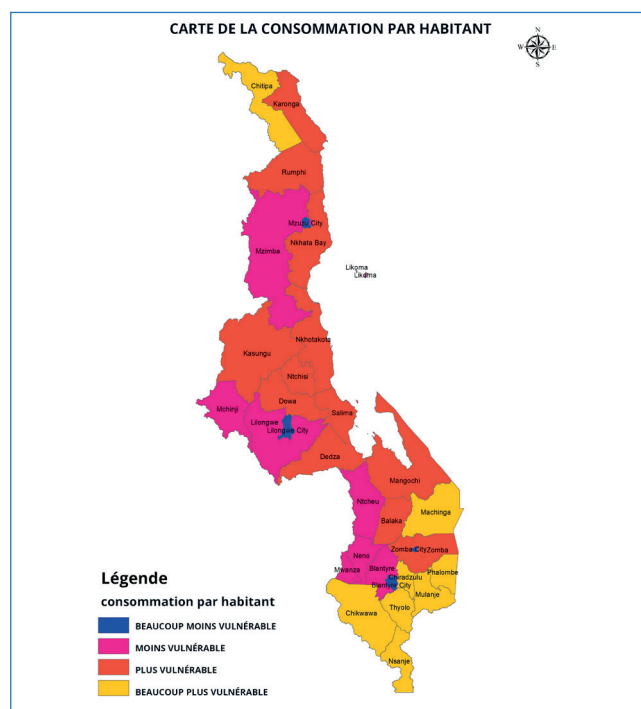 CARTE DE LA CONSOMMATION PAR HABITANT
N
W E
S
Chitipa
Karonga
Rumphi
Mzuzu City
Nkhata Bay
Mzimba
Likoma
Likoma
Nkhotakota
Kasungu
Ntchisi
Dowa
Mchinji
Salima
Lilongwe
Lilongwe City
Dedza
Mangochi
Ntcheu
Machinga
Balaka
Zomba City Zomba
Neno
Mwanza
Blantyre
Phalombe
Chiradzulu
Blantyre City
Mulanje
Thyolo
Chikwawa
Nsanje
Légende
consommation par habitant
BEAUCOUP MOINS VULNÉRABLE
MOINS VULNÉRABLE
PLUS VULNÉRABLE
BEAUCOUP PLUS VULNÉRABLE